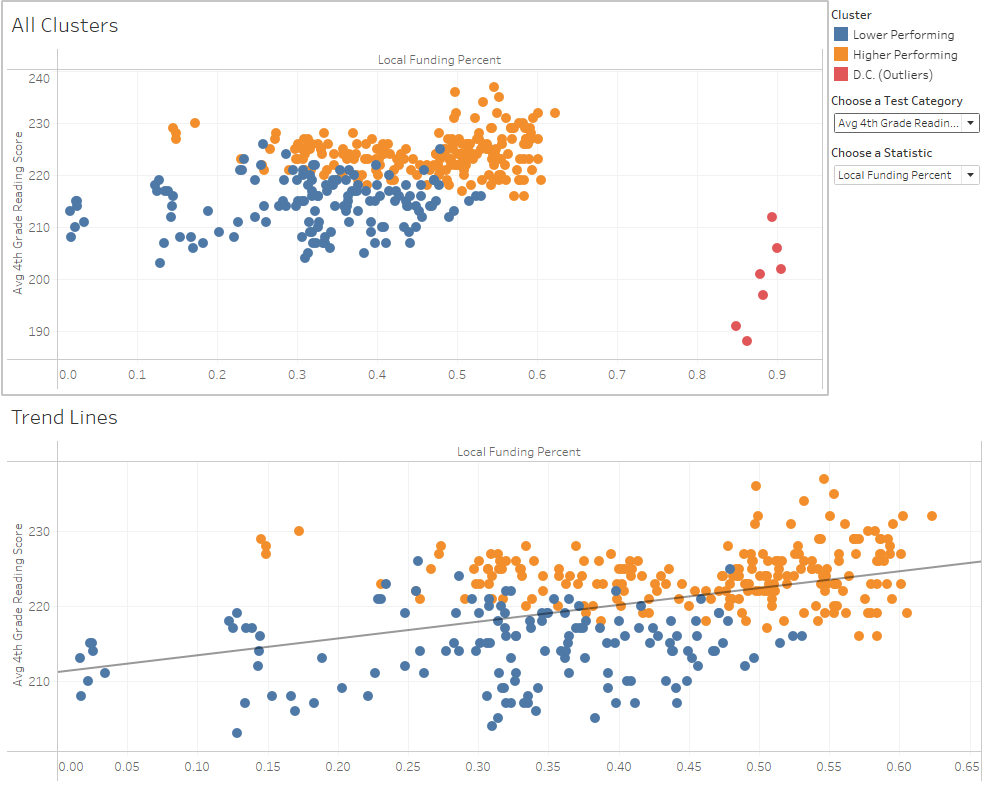 All Clusters
Local Funding Percent
Avg 4th Grade Reading Score
240
230
220
210
200
190
0.0 0.1 0.2 0.3 0.4 0.5 0.6 0.7 0.8 0.9
Cluster
Lower Performing
Higher Performing
D.C. (Outliers)
Choose a Test Category
Avg 4th Grade Readin...
Choose a Statistic
Local Funding Percent
Trend Lines
Local Funding Percent
Avg 4th Grade Reading Score
230
220
210
0.00 0.05 0.10 0.15 0.20 0.25 0.30 0.35 0.40 0.45 0.50 0.55 0.60 0.65